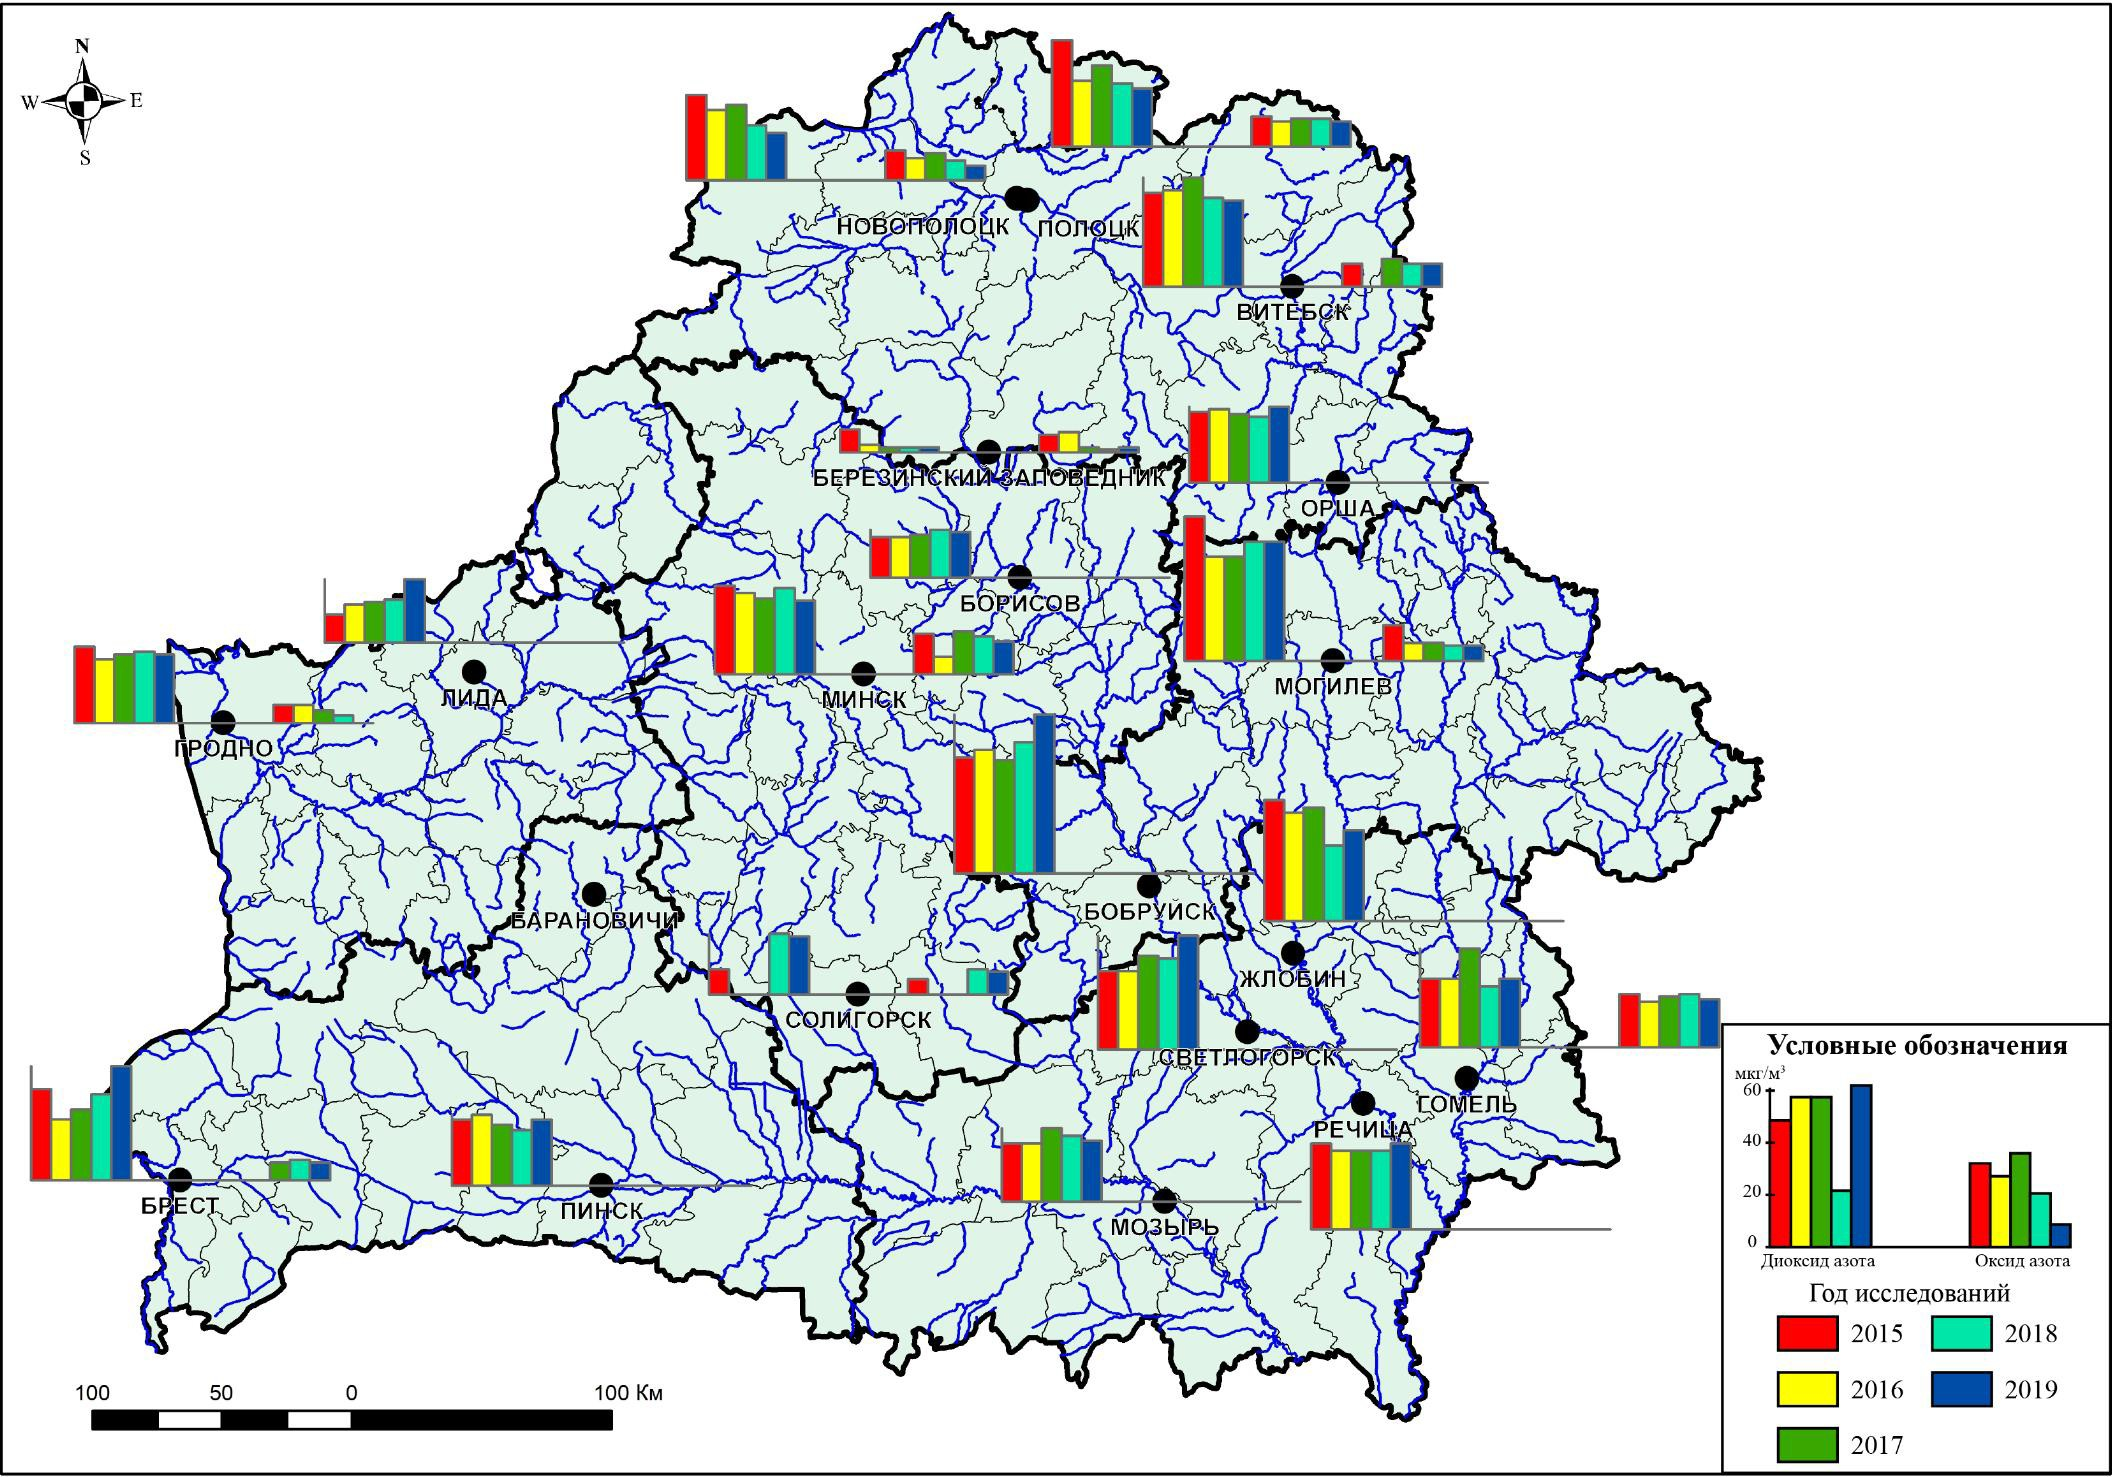 N
W E
S
НОВОПОЛОЦК ПОЛОЦК
ВИТЕБСК
БЕРЕЗИНСКИЙ ЗАПОВЕДНИК
ОРША
БОРИСОВ
ЛИДА
МИНСК
МОГИЛЕВ
ГРОДНО
БАРАНОВИЧИ
БОБРУЙСК
ЖЛОБИН
СОЛИГОРСК
СВЕТЛОГОРСК
ГОМЕЛЬ
РЕЧИЦА
БРЕСТ
ПИНСК
МОЗЫРЬ
Условные обозначения
мкг/м³
60
40
20
0
Диоксид азота Оксид азота
Год исследований
2015 2018
2016 2019
2017
100 50 0 100 Км